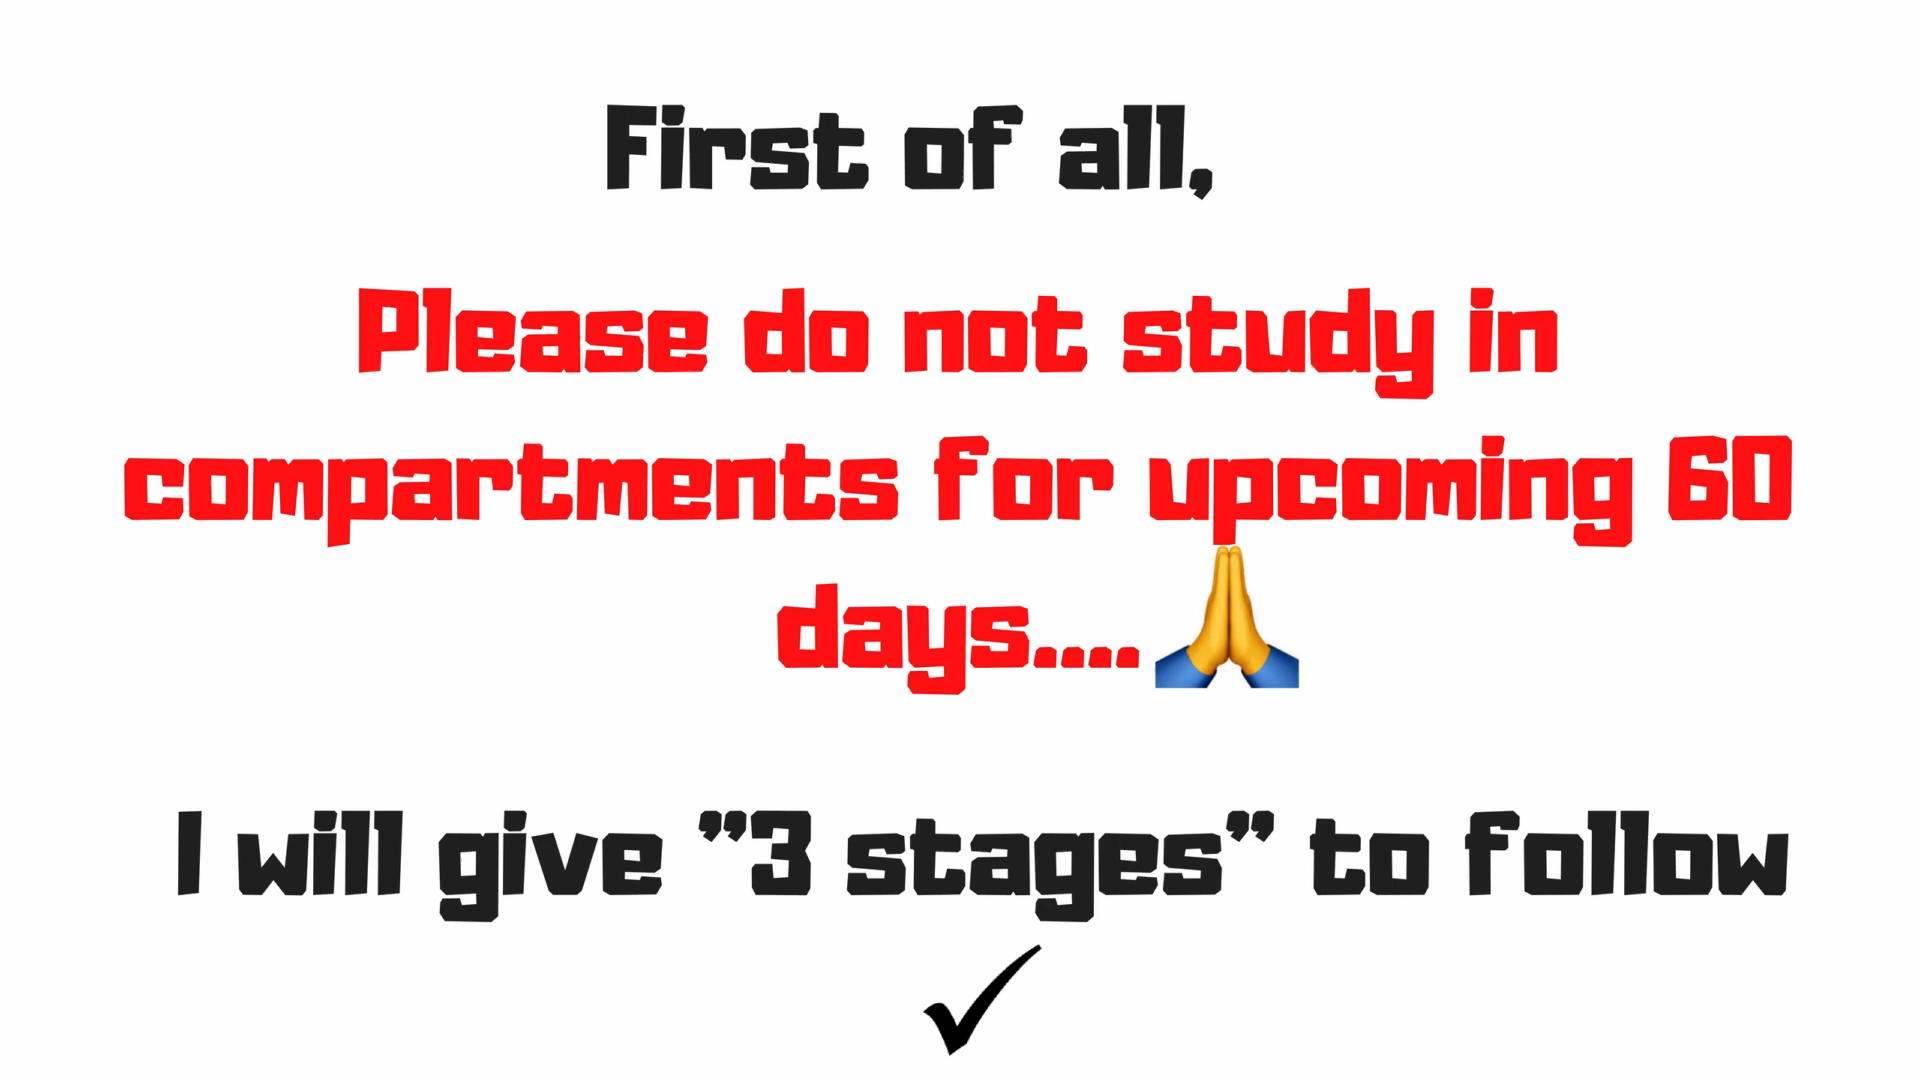 First of all,
Please do not study in
compartments for upcoming 60
days....🙏
I will give "3 stages" to follow
✓